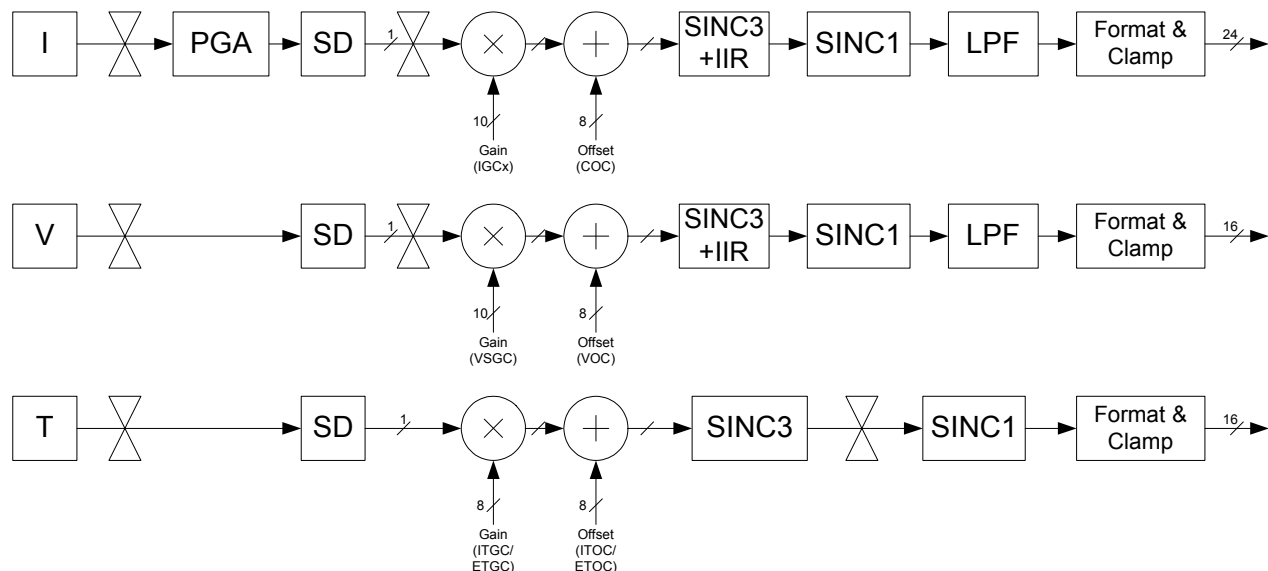 I
PGA
SD
1
×
+
SINC3
+IIR
SINC1
LPF
Format &
Clamp
24
10
8
Gain
(IGCx)
Offset
(COC)
V
SD
1
×
+
SINC3
+IIR
SINC1
LPF
Format &
Clamp
16
10
8
Gain
(VSGC)
Offset
(VOC)
T
SD
1
×
+
SINC3
SINC1
Format &
Clamp
16
8
8
Gain
(ITGC/
ETGC)
Offset
(ITOC/
ETOC)